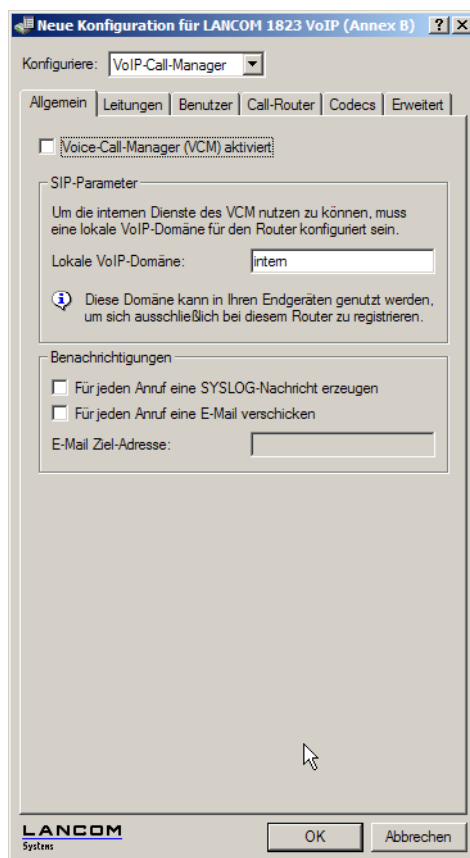 Neue Konfiguration für LANCOM 1823 VoIP (Annex B)
Konfiguriere: VoIP-Call-Manager
Allgemein Leitungen Benutzer Call-Router Codecs Erweitert
Voice-Call-Manager (VCM) aktiviert
SIP-Parameter
Um die internen Dienste des VCM nutzen zu können, muss
eine lokale VoIP-Domäne für den Router konfiguriert sein.
Lokale VoIP-Domäne: intern
Diese Domäne kann in Ihren Endgeräten genutzt werden,
um sich ausschließlich bei diesem Router zu registrieren.
Benachrichtigungen
Für jeden Anruf eine SYSLOG-Nachricht erzeugen
Für jeden Anruf eine E-Mail verschicken
E-Mail Ziel-Adresse:
LANCOM
Systems
OK Abbrechen